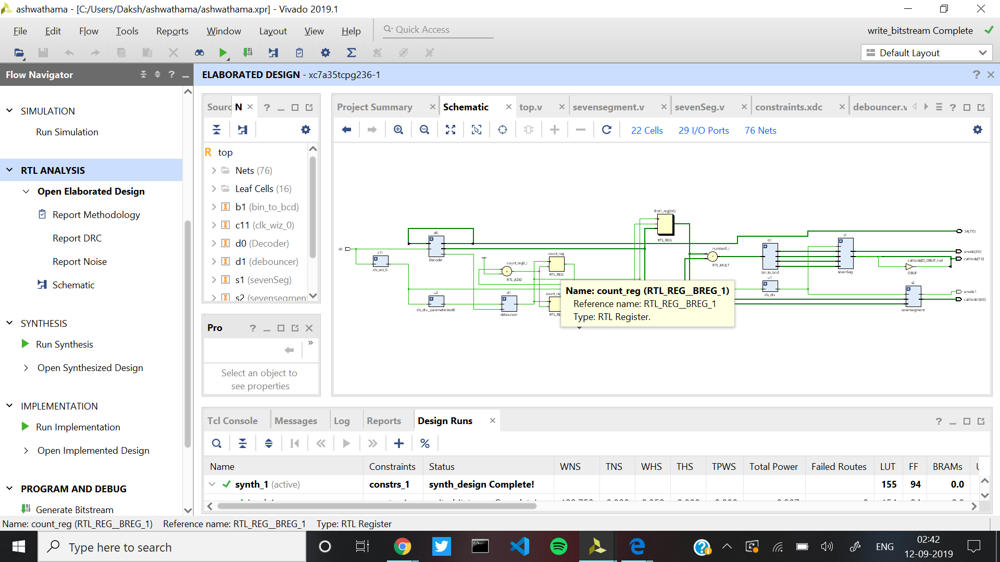 ashwathama - [C:/Users/Daksh/ashwathama/ashwathama.xpr] - Vivado 2019.1
File Edit Flow Tools Reports Window Layout View Help Quick Access write_bitstream Complete
Default Layout
Flow Navigator
ELABORATED DESIGN - xc7a35tcpg236-1
SIMULATION
Run Simulation
RTL ANALYSIS
Open Elaborated Design
Report Methodology
Report DRC
Report Noise
Schematic
SYNTHESIS
Run Synthesis
Open Synthesized Design
IMPLEMENTATION
Run Implementation
Open Implemented Design
PROGRAM AND DEBUG
Generate Bitstream
Sourc N
top
Nets (76)
Leaf Cells (16)
b1 (bin_to_bcd)
c11 (clk_wiz_0)
d0 (Decoder)
d1 (debouncer)
s1 (sevenSeg)
s2 (sevensegmen
Pro
Select an object to
see properties
Project Summary Schematic top.v sevensegment.v sevenSeg.v constraints.xdc debouncer.v
22 Cells 29 I/O Ports 76 Nets
first1_reg[3:0]
RTL_REG
d0
Decoder
clk
c11
clk_wiz_0
count_reg
RTL_REG
count_reg0_i
RTL_ADD
number0_i
RTL_MULT
b1
bin_to_bcd
s1
sevenSeg
JA[7:0]
anode[3:0]
cathode[7:0]
cathode[0]_OBUF_inst
OBUF
u2
clk_div__parameterized0
d1
debouncer
count_reg
RTL_RE
u1
clk_div
s2
sevensegment
anode1
cathode1[6:0]
Name: count_reg (RTL_REG__BREG_1)
Reference name: RTL_REG__BREG_1
Type: RTL Register.
Tcl Console Messages Log Reports Design Runs
Name Constraints Status WNS TNS WHS THS TPWS Total Power Failed Routes LUT FF BRAMs
synth_1 (active) constrs_1 synth_design Complete! 155 94 0.0
Name: count_reg (RTL_REG__BREG_1) Reference name: RTL_REG__BREG_1 Type: RTL Register
Type here to search
ENG
02:42
12-09-2019